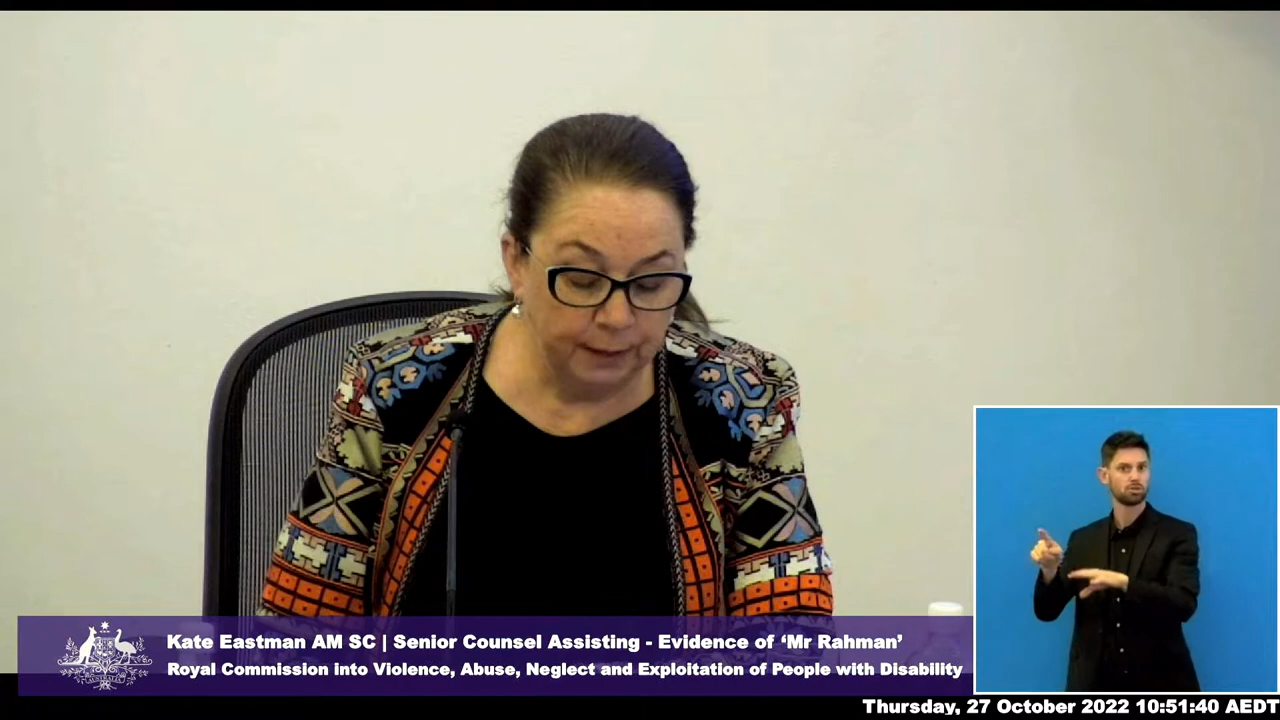 Kate Eastman AM SC | Senior Counsel Assisting - Evidence of ‘Mr Rahman’
Royal Commission into Violence, Abuse, Neglect and Exploitation of People with Disability
AUSTRALIA
Thursday, 27 October 2022 10:51:40 AEDT